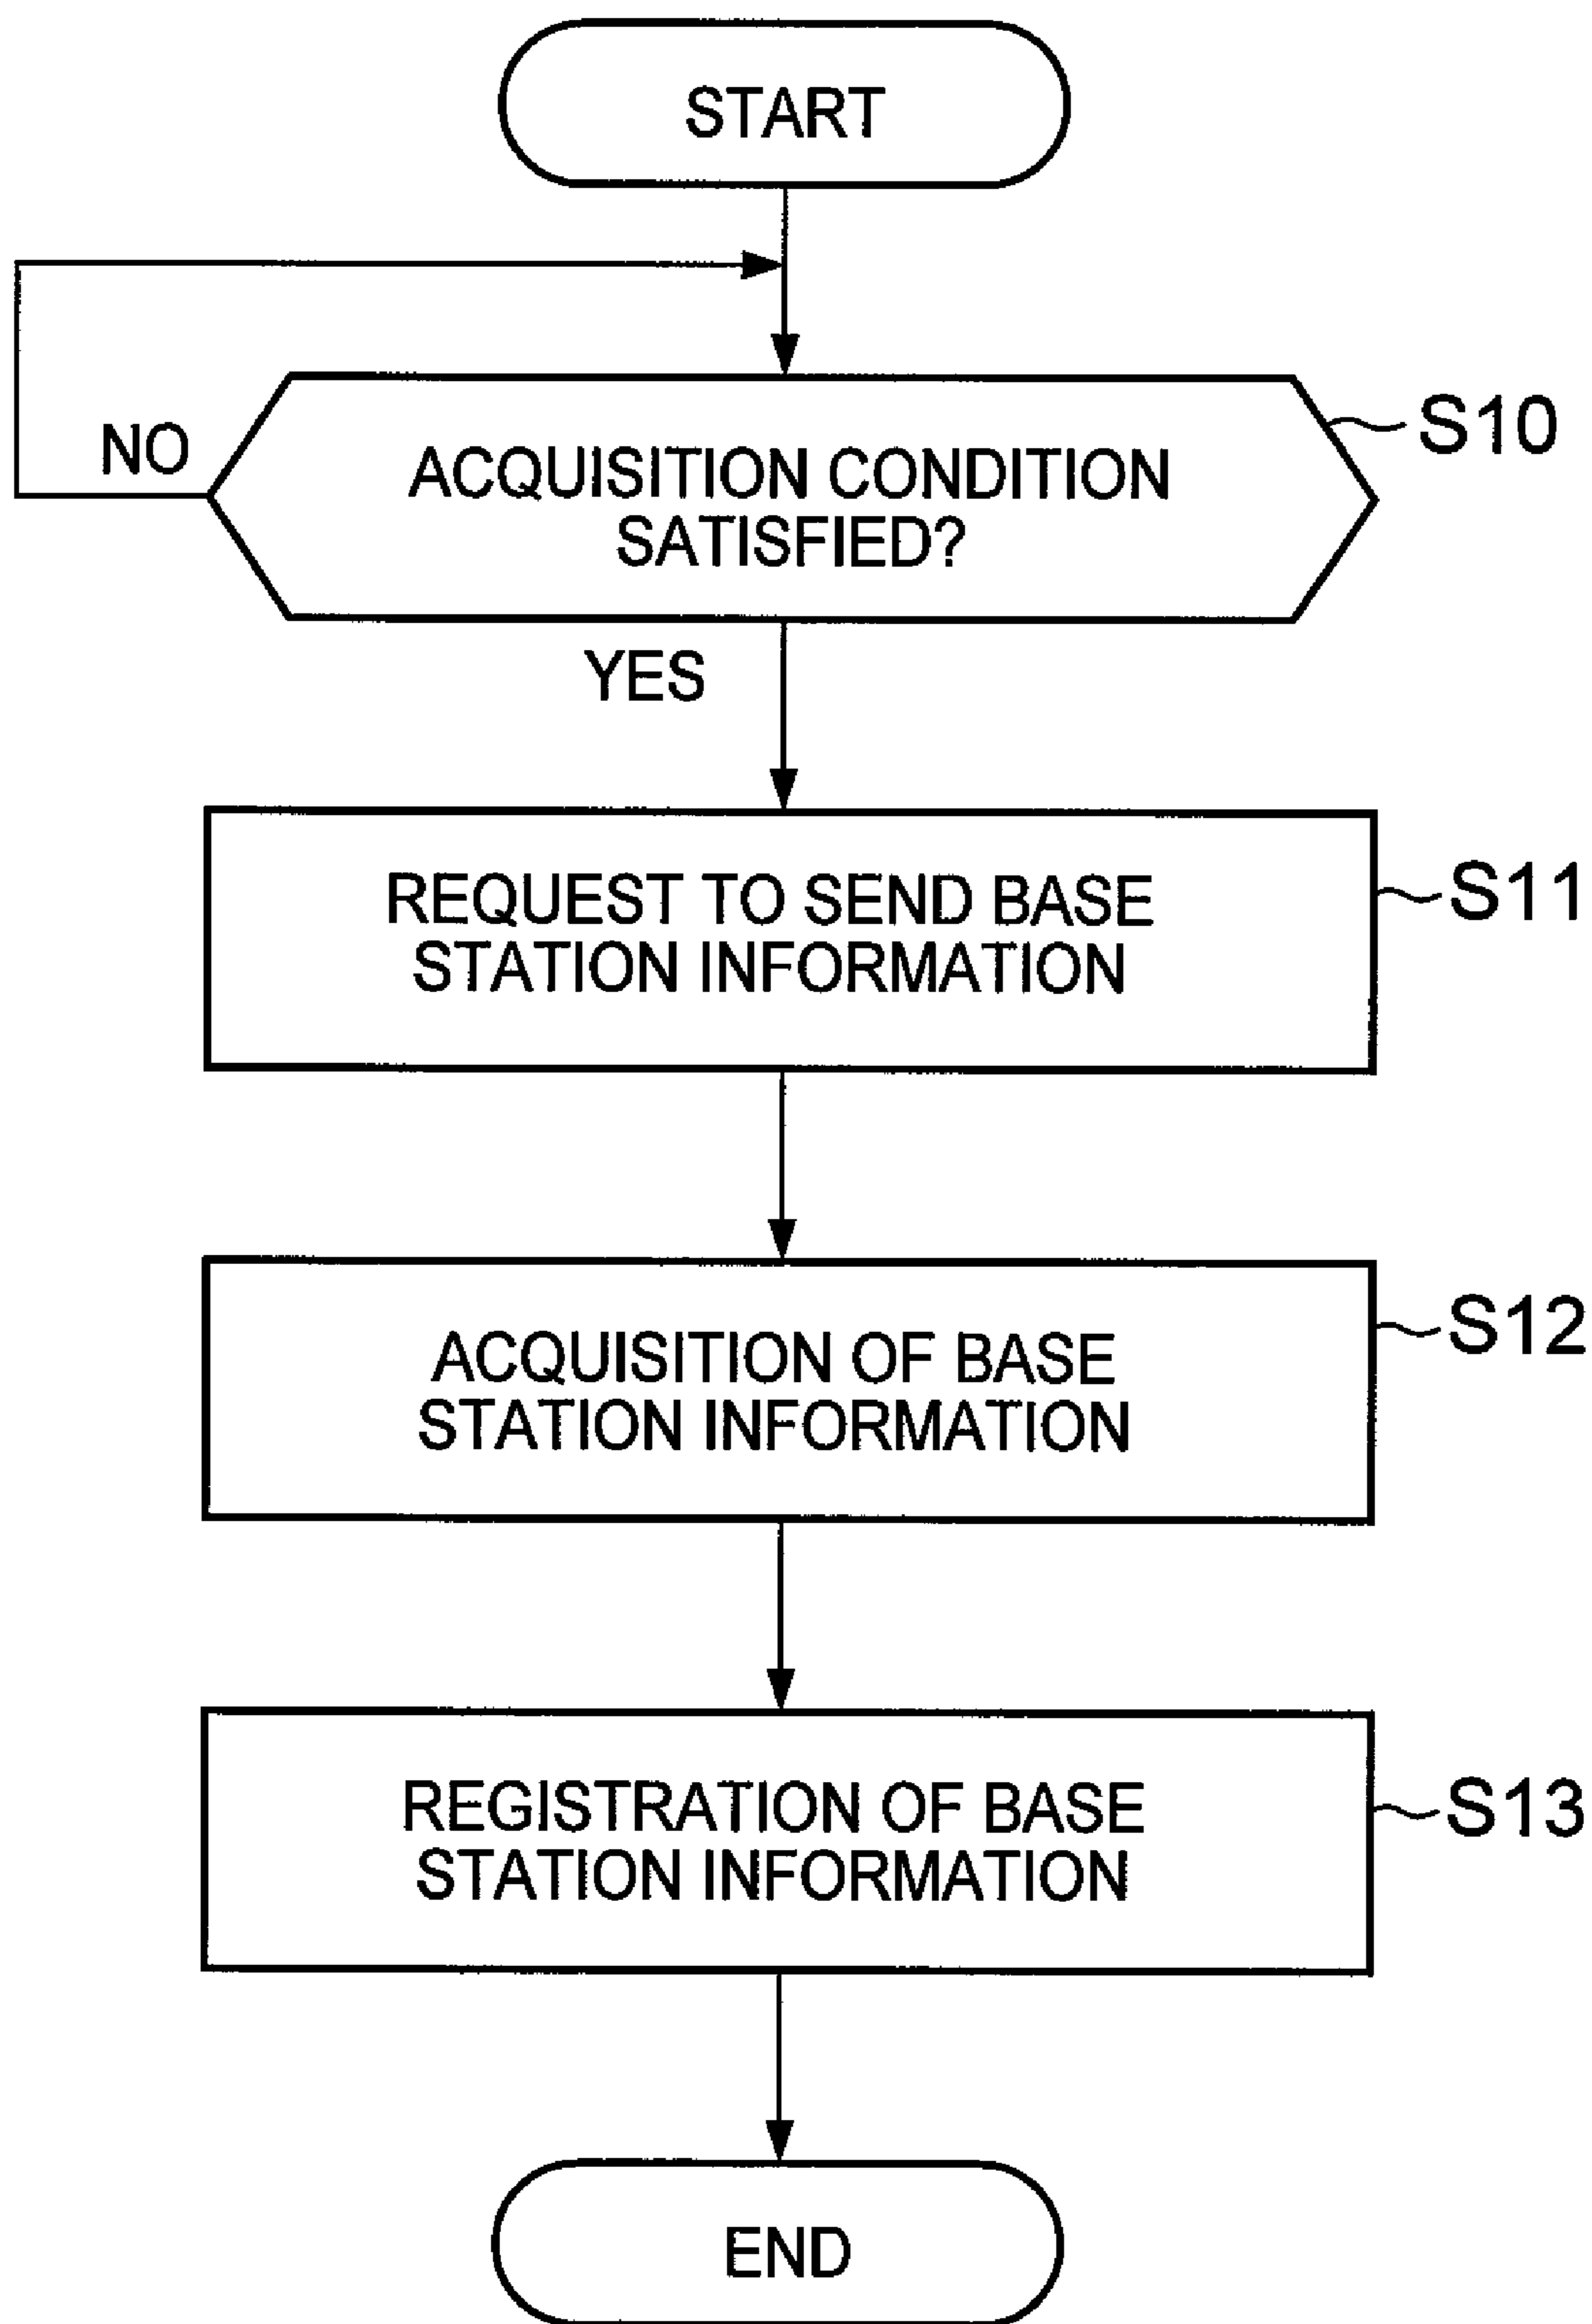 START
NO
ACQUISITION CONDITION
SATISFIED?
S10
YES
REQUEST TO SEND BASE
STATION INFORMATION
S11
ACQUISITION OF BASE
STATION INFORMATION
S12
REGISTRATION OF BASE
STATION INFORMATION
S13
END